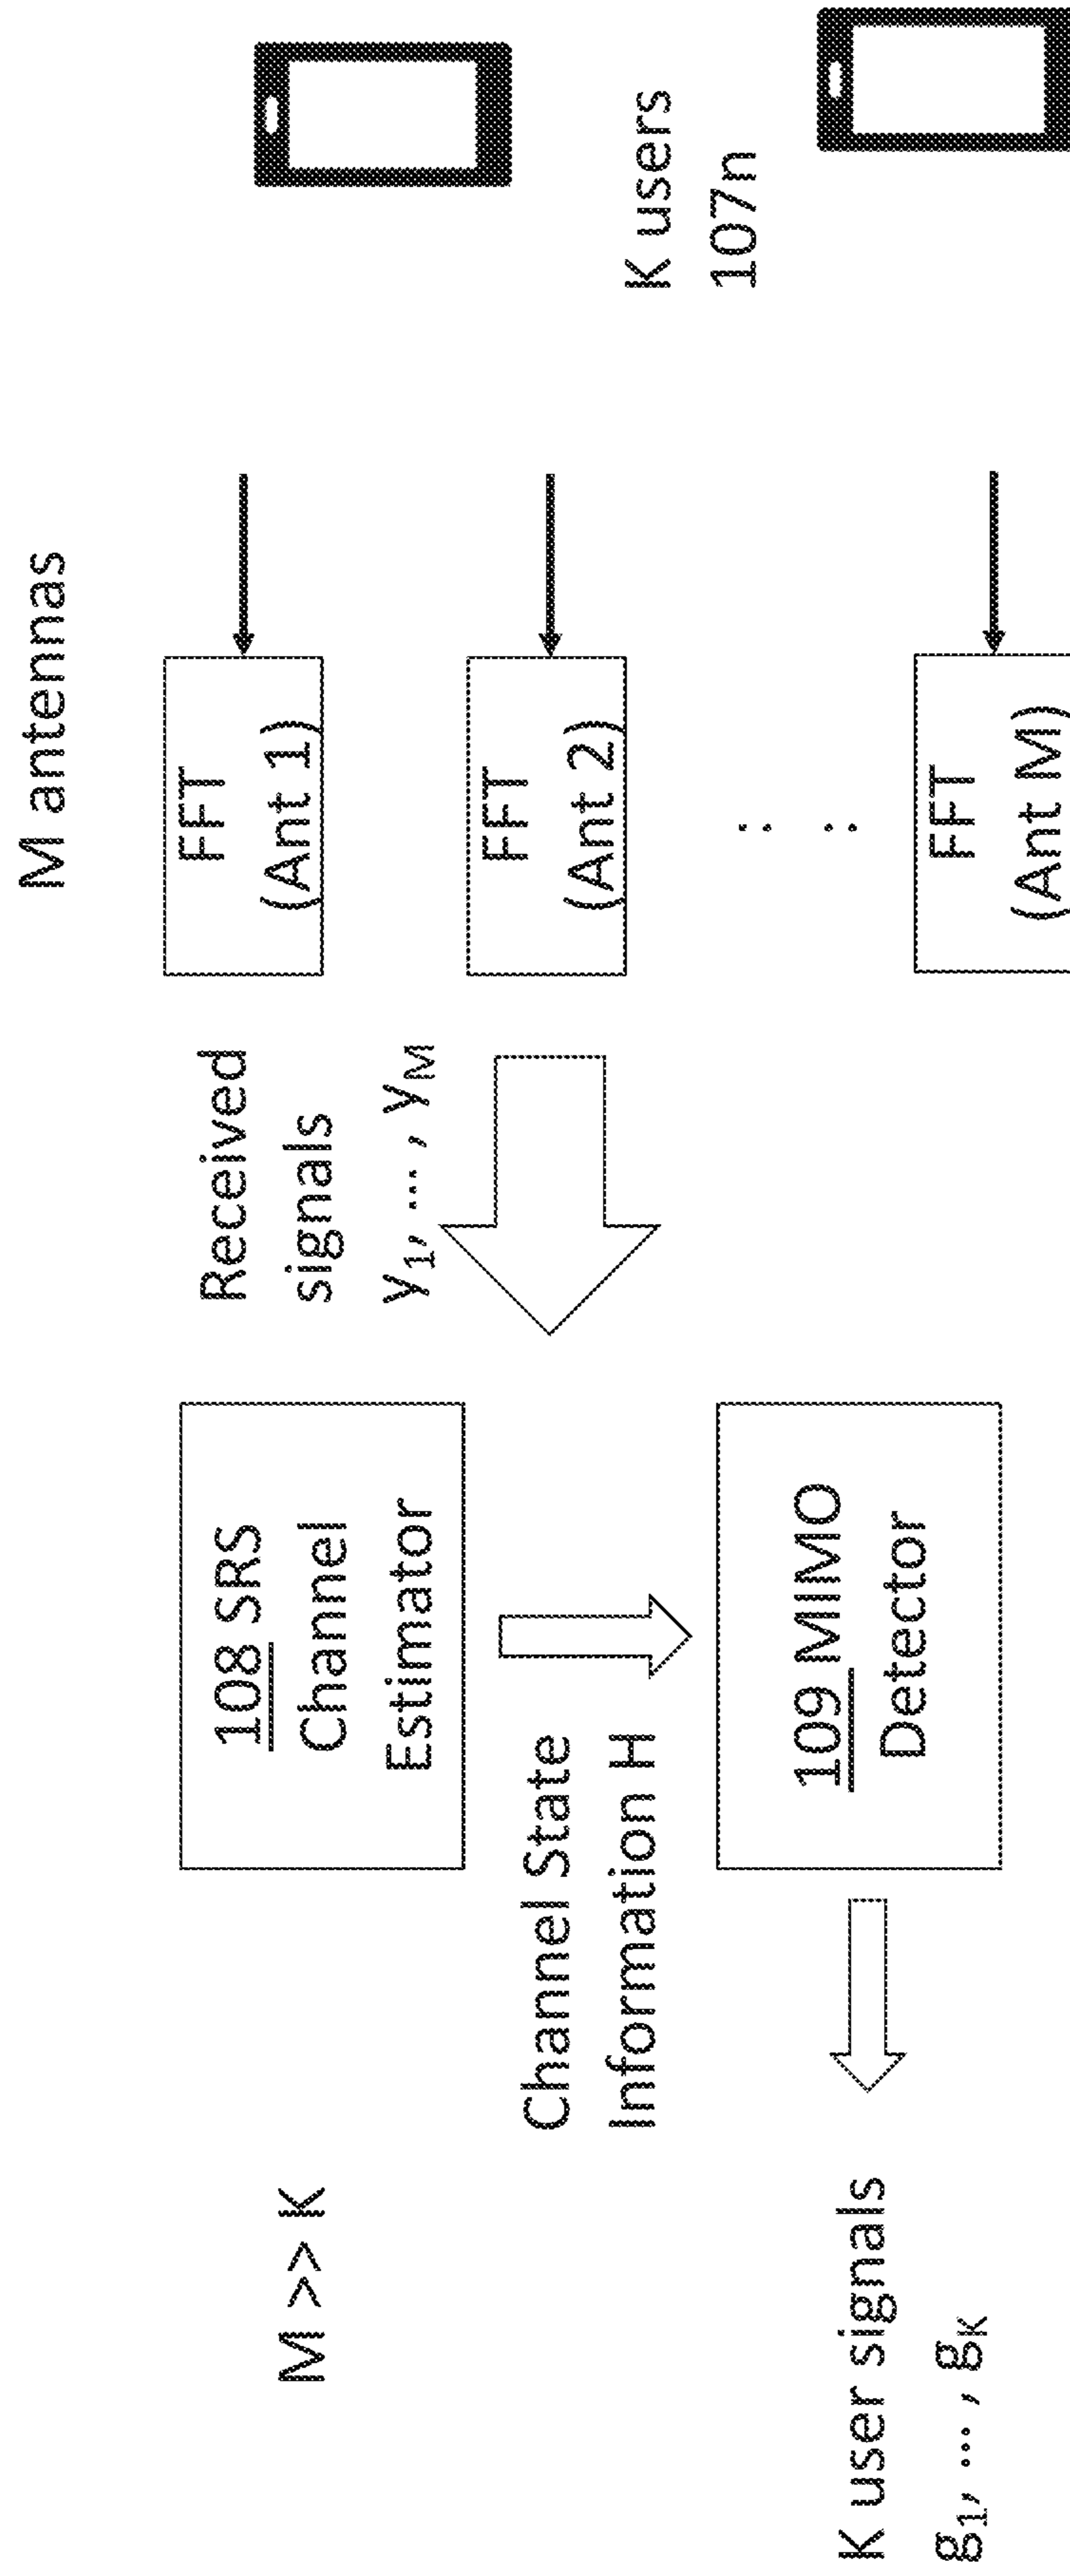 M >> K
K user signals
g1, ... , gK
Channel State
Information H
108 SRS
Channel
Estimator
109 MIMO
Detector
Received
signals
y1, ... , yM
M antennas
FFT
(Ant 1)
FFT
(Ant 2)
FFT
(Ant M)
K users
107n